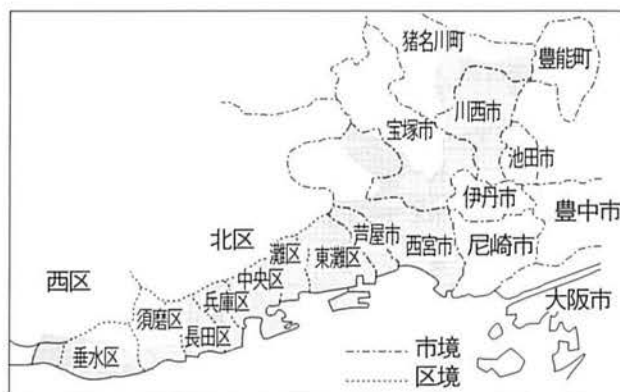 猪名川町
豊能町
川西市
宝塚市
池田市
伊丹市
豊中市
北区
灘区
東灘区
芦屋市
西宮市
尼崎市
西区
中央区
兵庫区
須磨区
長田区
垂水区
大阪市
市境
区境